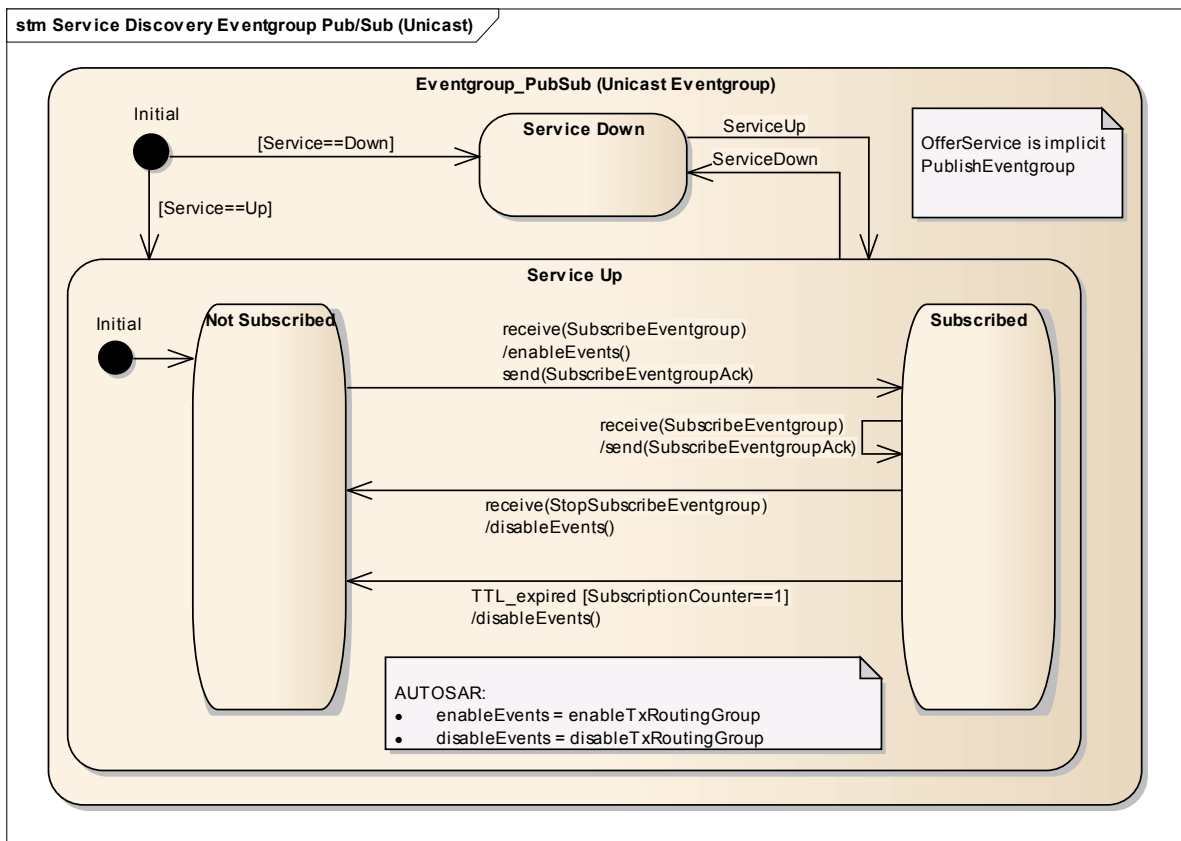 stm Service Discovery Eventgroup Pub/Sub (Unicast)
Eventgroup_PubSub (Unicast Eventgroup)
Initial
[Service==Down]
Service Down
ServiceUp
ServiceDown
OfferService is implicit
PublishEventgroup
[Service==Up]
Service Up
Initial
Not Subscribed
receive(SubscribeEventgroup)
/enableEvents()
send(SubscribeEventgroupAck)
Subscribed
receive(SubscribeEventgroup)
/send(SubscribeEventgroupAck)
receive(StopSubscribeEventgroup)
/disableEvents()
TTL_expired [SubscriptionCounter==1]
/disableEvents()
AUTOSAR:
• enableEvents = enableTxRoutingGroup
• disableEvents = disableTxRoutingGroup